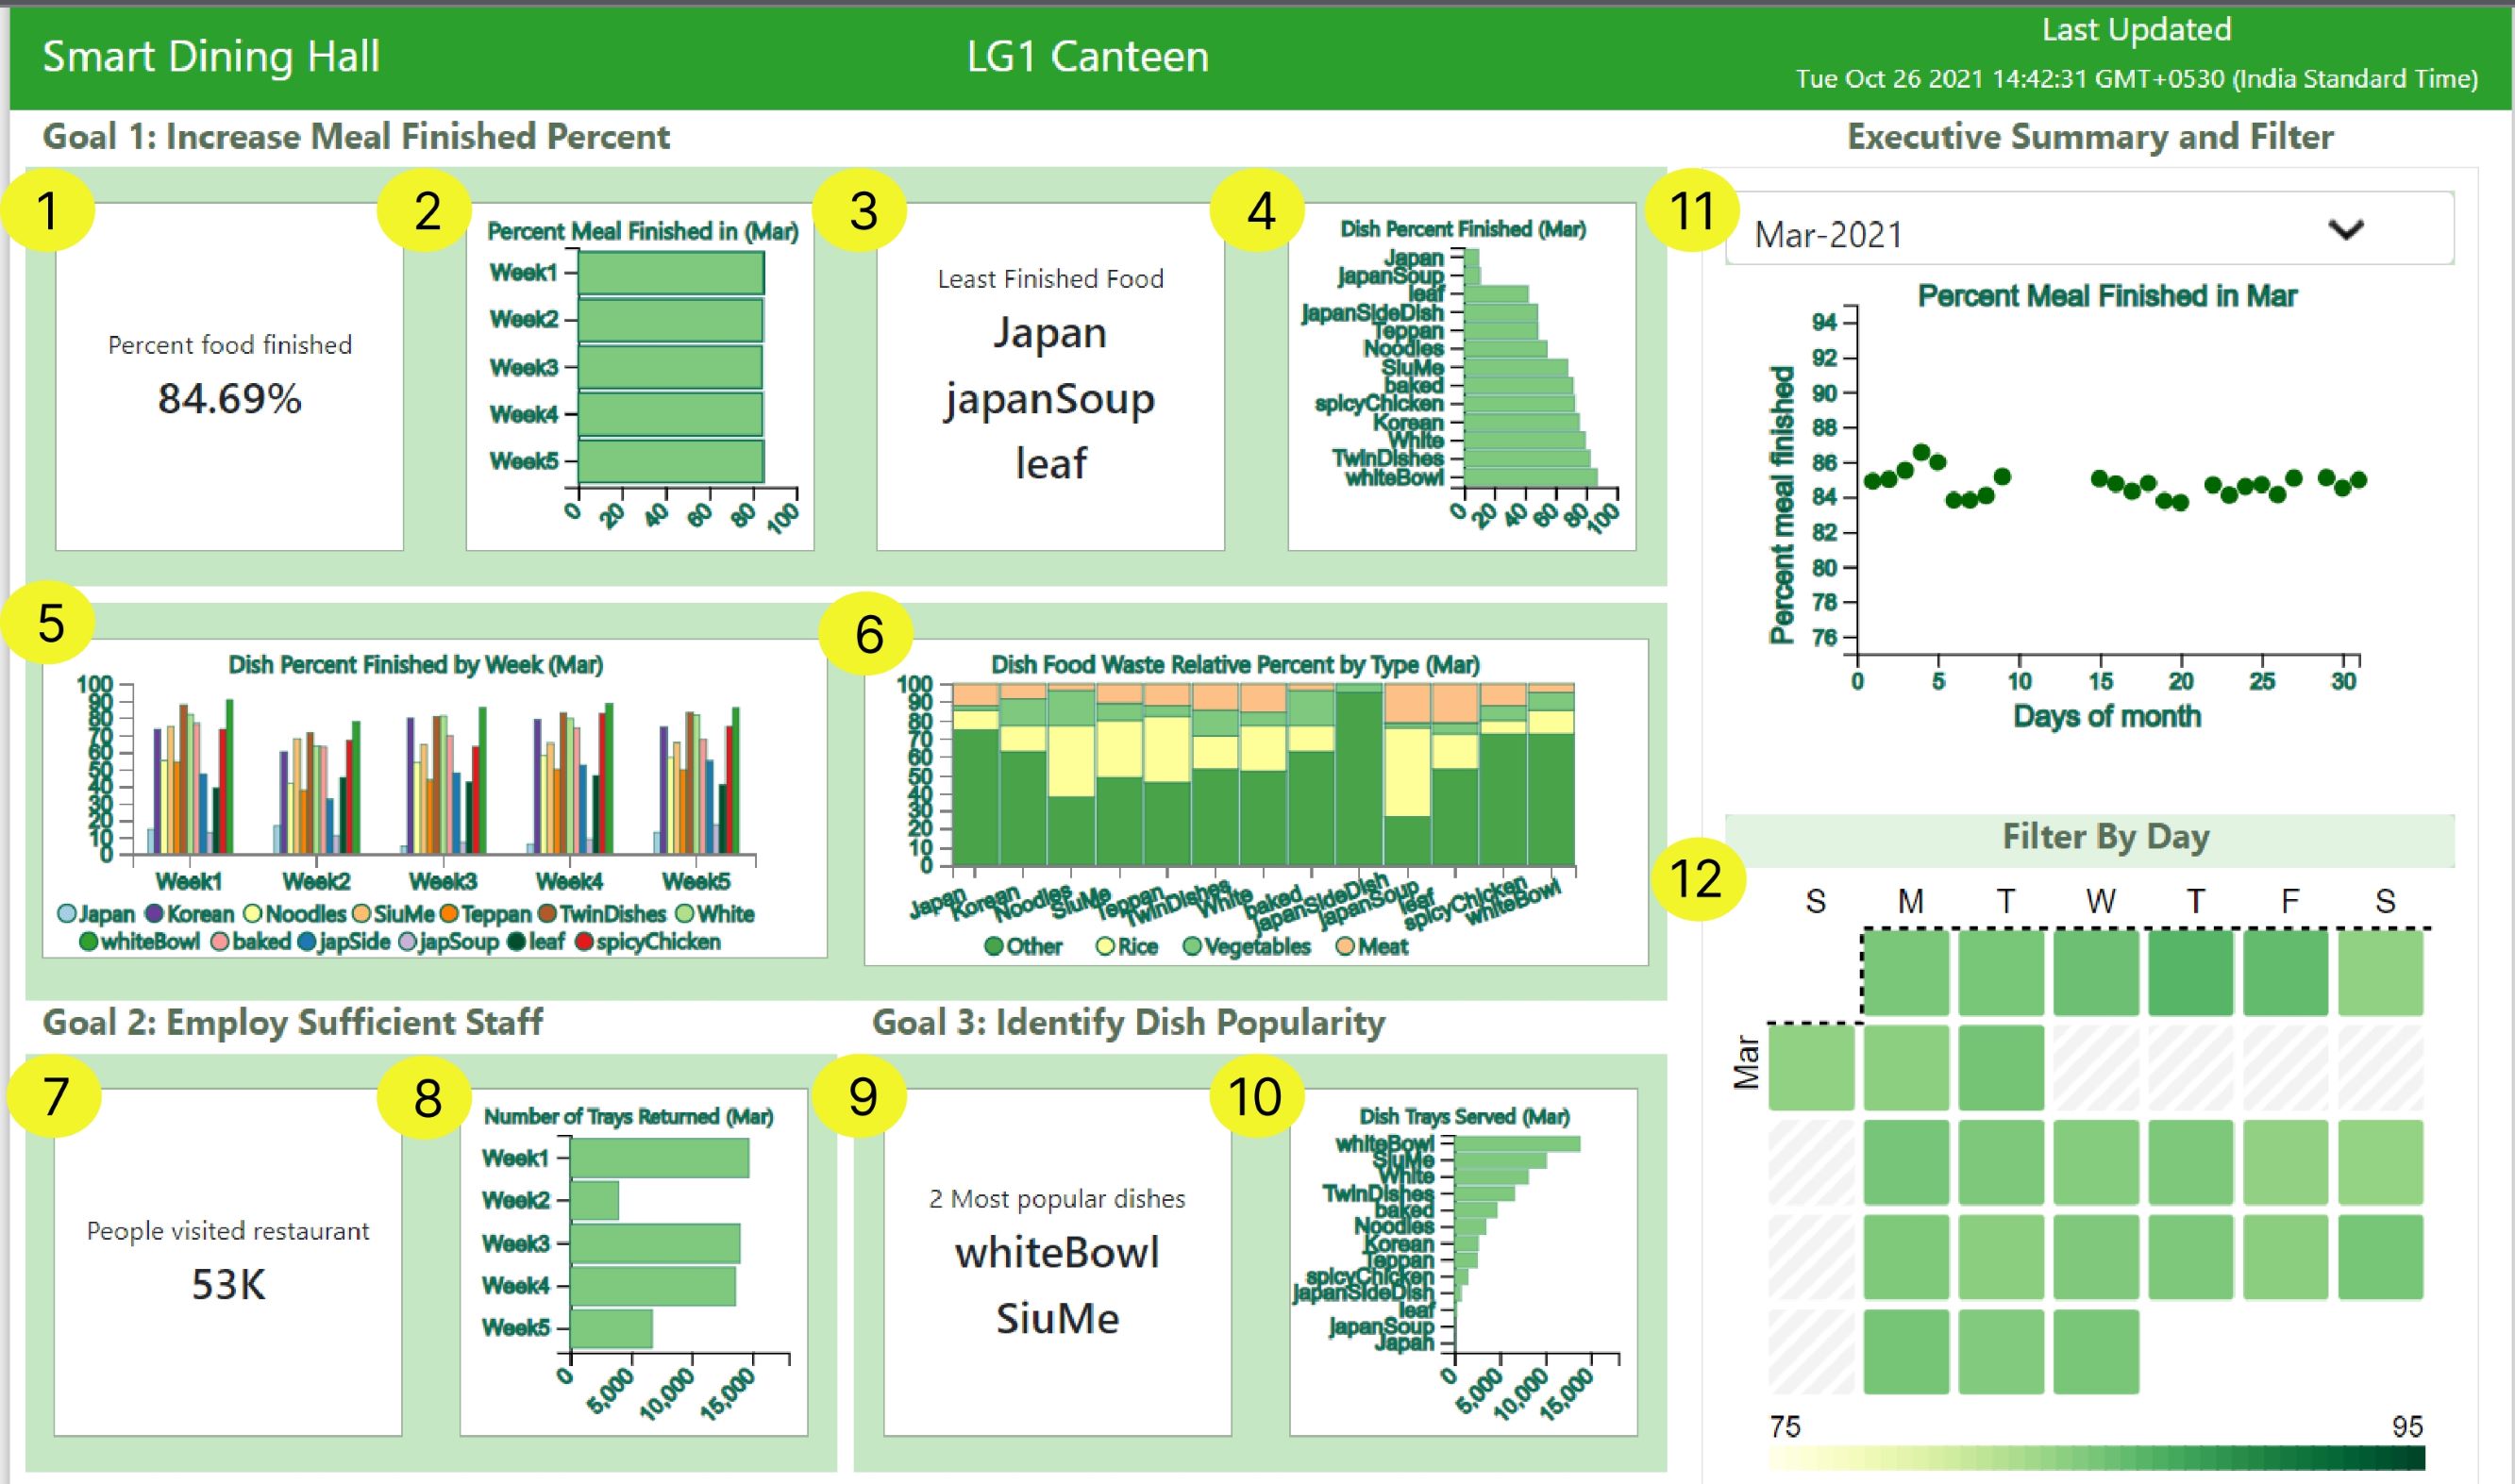 Smart Dining Hall
LG1 Canteen
Last Updated
Tue Oct 26 2021 14:42:31 GMT+0530 (India Standard Time)
Goal 1: Increase Meal Finished Percent
1
Percent food finished
84.69%
2
Percent Meal Finished in (Mar)
Week1
Week2
Week3
Week4
Week5
0 20 40 60 80 100
3
Least Finished Food
Japan
japanSoup
leaf
4
Dish Percent Finished (Mar)
Japan
japanSoup
leaf
japanSideDish
Teppan
Noodles
SiuMe
baked
spicyChicken
Korean
White
TwinDishes
whiteBowl
0 20 40 60 80 100
5
Dish Percent Finished by Week (Mar)
100
90
80
70
60
50
40
30
20
10
0
Week1 Week2 Week3 Week4 Week5
Japan Korean Noodles SiuMe Teppan TwinDishes White
whiteBowl baked japSide japSoup leaf spicyChicken
6
Dish Food Waste Relative Percent by Type (Mar)
100
90
80
70
60
50
40
30
20
10
0
Japan Korean Noodles SiuMe Teppan TwinDishes White baked japanSideDish japanSoup leaf spicyChicken whiteBowl
Other Rice Vegetables Meat
Goal 2: Employ Sufficient Staff
7
People visited restaurant
53K
8
Number of Trays Returned (Mar)
Week1
Week2
Week3
Week4
Week5
0 5,000 10,000 15,000
Goal 3: Identify Dish Popularity
9
2 Most popular dishes
whiteBowl
SiuMe
10
Dish Trays Served (Mar)
whiteBowl
SiuMe
White
TwinDishes
baked
Noodles
Korean
Teppan
spicyChicken
japanSideDish
leaf
japanSoup
Japan
0 5,000 10,000 15,000
Executive Summary and Filter
11
Mar-2021
Percent Meal Finished in Mar
Percent meal finished
94
92
90
88
86
84
82
80
78
76
0 5 10 15 20 25 30
Days of month
12
Filter By Day
S M T W T F S
Mar
75 95